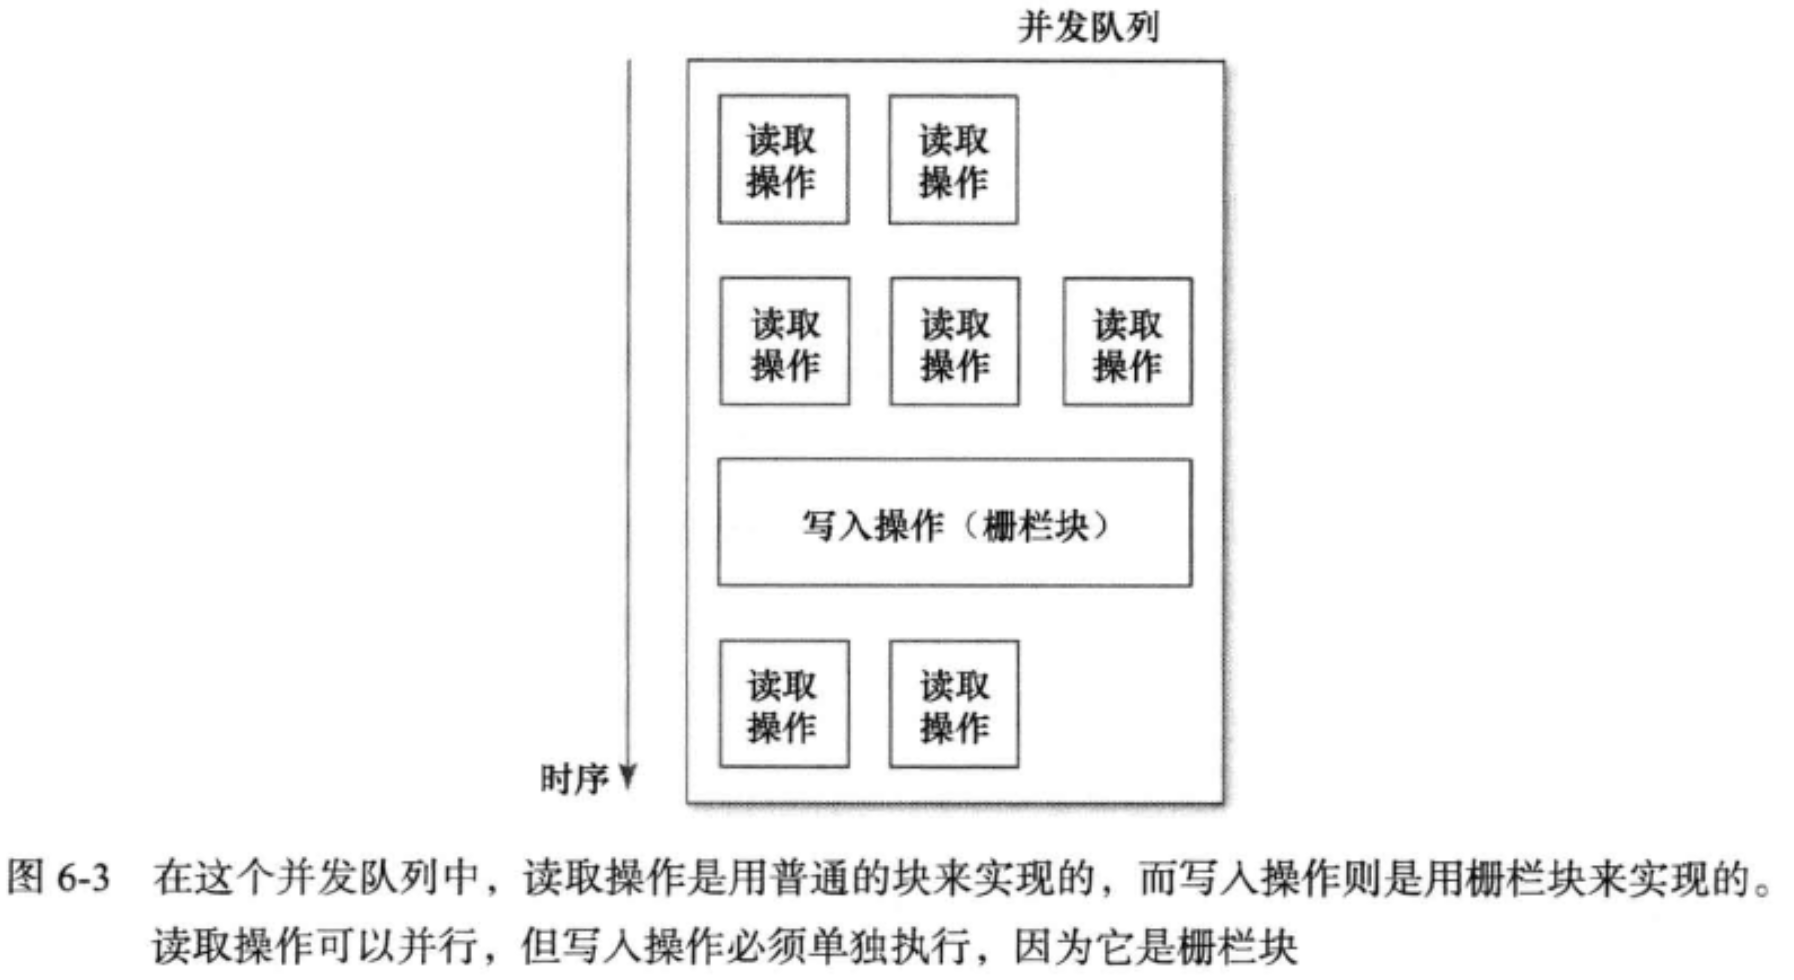 并发队列
读取
操作
读取
操作
读取
操作
读取
操作
读取
操作
写入操作（栅栏块）
读取
操作
读取
操作
时序
图 6-3 在这个并发队列中，读取操作是用普通的块来实现的，而写入操作则是用栅栏块来实现的。
读取操作可以并行，但写入操作必须单独执行，因为它是栅栏块